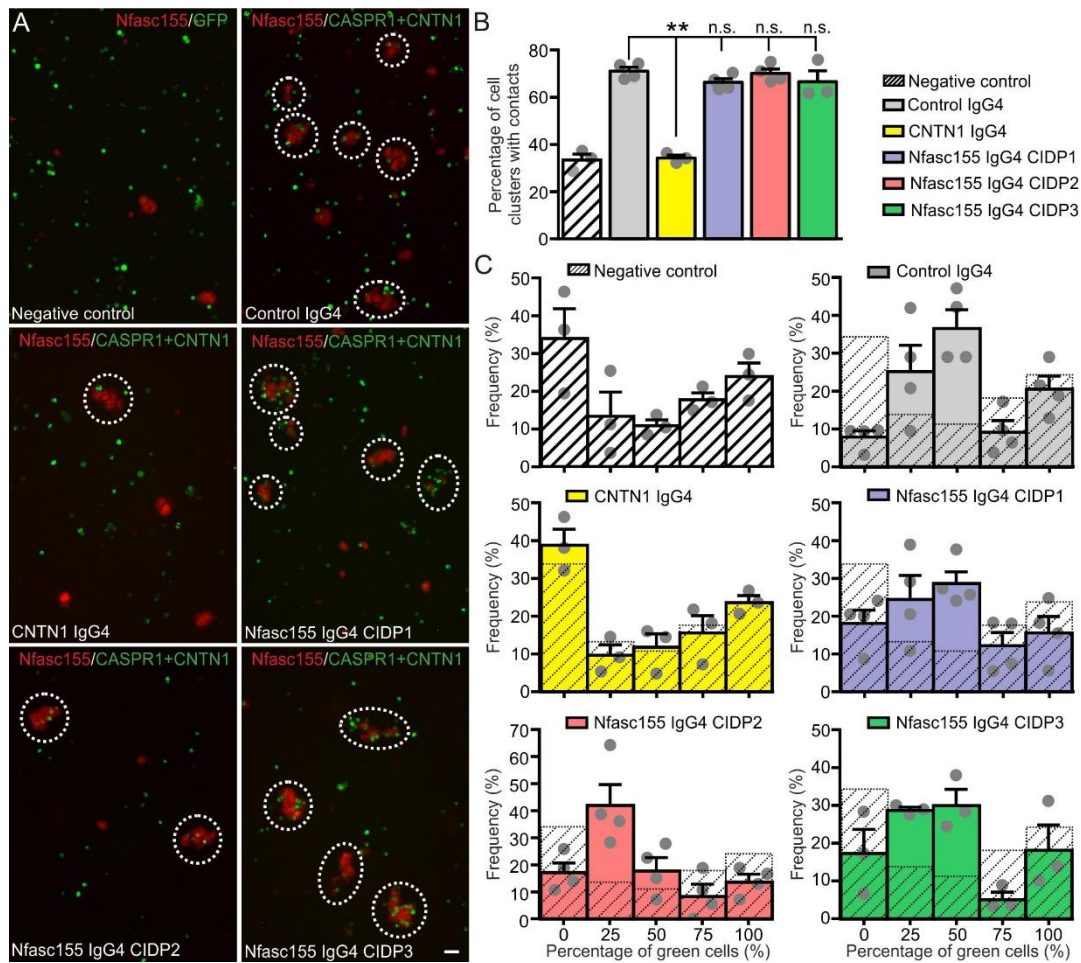 A
Nfasc155/GFP
Negative control
Nfasc155/CASPR1+CNTN1
Control IgG4
Nfasc155/CASPR1+CNTN1
CNTN1 IgG4
Nfasc155/CASPR1+CNTN1
Nfasc155 IgG4 CIDP1
Nfasc155/CASPR1+CNTN1
Nfasc155 IgG4 CIDP2
Nfasc155/CASPR1+CNTN1
Nfasc155 IgG4 CIDP3
B
Percentage of cell
clusters with contacts
80
60
40
20
0
** n.s. n.s. n.s.
Negative control
Control IgG4
CNTN1 IgG4
Nfasc155 IgG4 CIDP1
Nfasc155 IgG4 CIDP2
Nfasc155 IgG4 CIDP3
C
Negative control
Frequency (%)
50
40
30
20
10
0
Control IgG4
Frequency (%)
50
40
30
20
10
0
CNTN1 IgG4
Frequency (%)
50
40
30
20
10
0
Nfasc155 IgG4 CIDP1
Frequency (%)
50
40
30
20
10
0
Nfasc155 IgG4 CIDP2
Frequency (%)
70
60
50
40
30
20
10
0
0 25 50 75 100
Percentage of green cells (%)
Nfasc155 IgG4 CIDP3
Frequency (%)
50
40
30
20
10
0
0 25 50 75 100
Percentage of green cells (%)